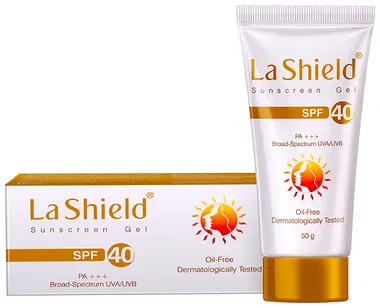 La Shield®
Sunscreen Gel
SPF 40
PA +++
Broad-Spectrum UVA/UVB
Oil-Free
Dermatologically Tested
50 g
La Shield®
Sunscreen Gel
SPF 40
PA +++
Broad-Spectrum UVA/UVB
Oil-Free
Dermatologically Tested